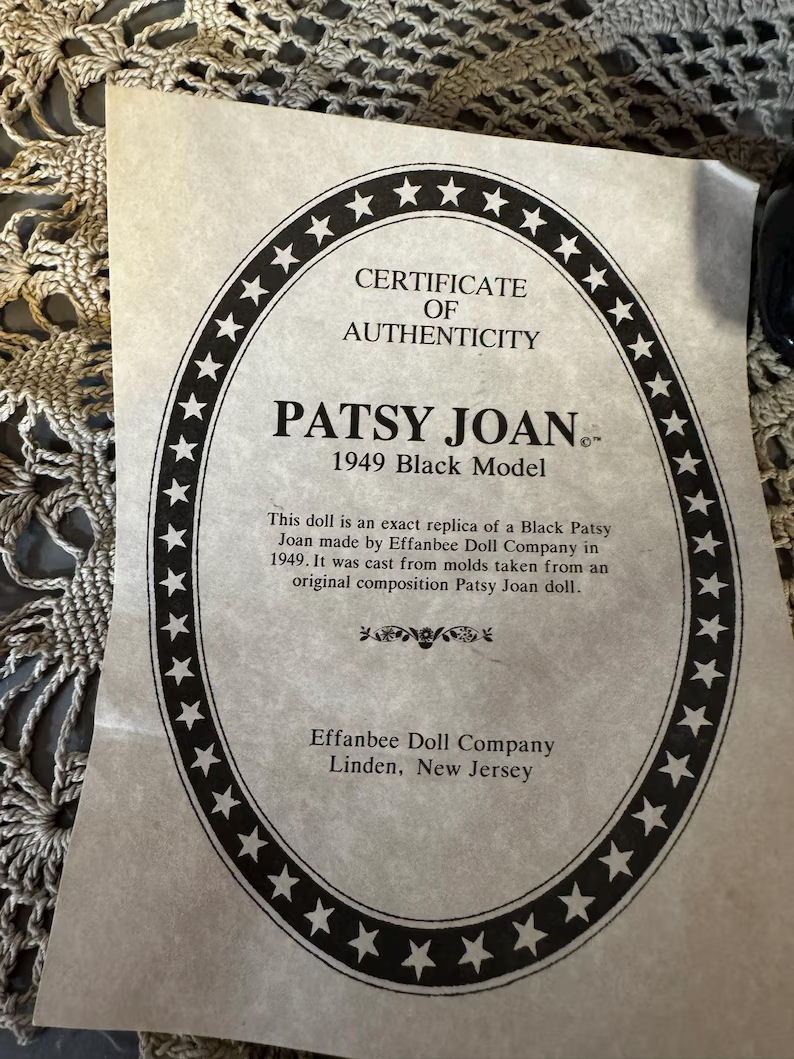 CERTIFICATE
OF
AUTHENTICITY
PATSY JOAN©™
1949 Black Model
This doll is an exact replica of a Black Patsy
Joan made by Effanbee Doll Company in
1949. It was cast from molds taken from an
original composition Patsy Joan doll.
Effanbee Doll Company
Linden, New Jersey